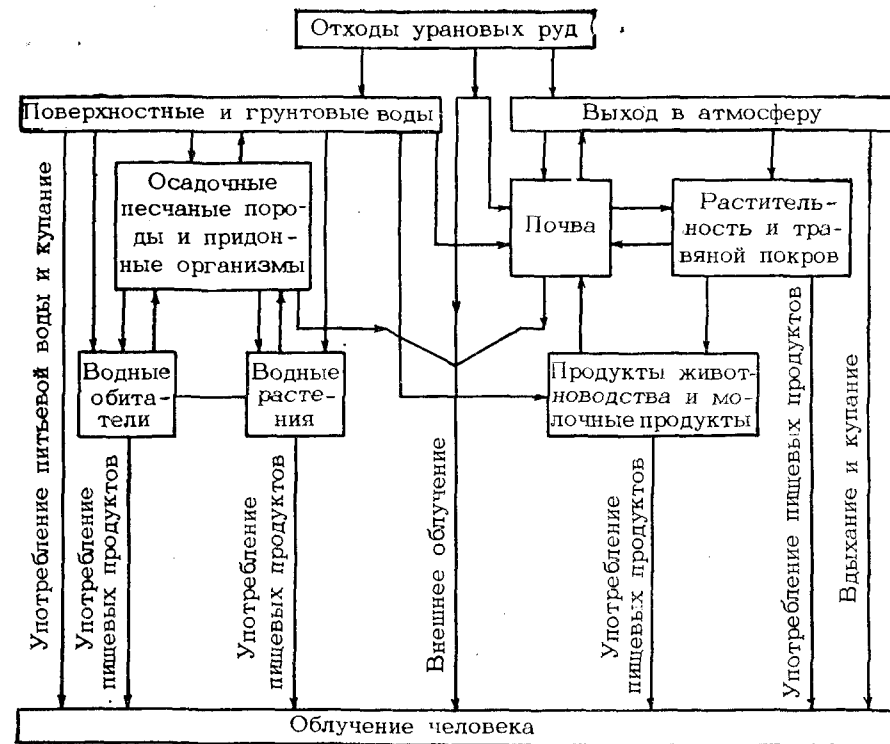 Отходы урановых руд
Поверхностные и грунтовые воды
Выход в атмосферу
Осадочные
песчаные поро-
ды и придон-
ные организмы
Почва
Раститель-
ность и тра-
вяной покров
Водные
обита-
тели
Водные
расте-
ния
Продукты живот-
новодства и мо-
лочные продукты
Употребление питьевой воды и купание
Употребление
пищевых продуктов
Употребление
пищевых продуктов
Внешнее облучение
Употребление
пищевых продуктов
Употребление пищевых продуктов
Вдыхание и купание
Облучение человека